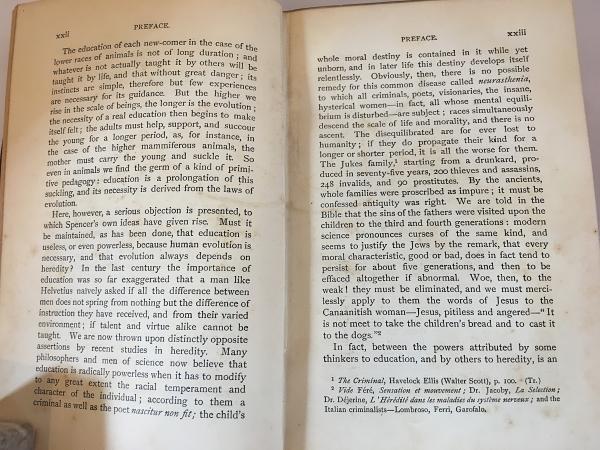 xxii
PREFACE.
The education of each new-comer in the case of the
lower races of animals is not of long duration; and
whatever is not actually taught it by others will be
taught it by life, and that without great danger; its
instincts are simple, therefore but few experiences
are necessary for its guidance. But the higher we
rise in the scale of beings, the longer is the evolution;
the necessity of a real education then begins to make
itself felt; the adults must help, support, and succour
the young for a longer period, as, for instance, in
the case of the higher mammiferous animals, the
mother must carry the young and suckle it. So
even in animals we find the germ of a kind of primi-
tive pedagogy: education is a prolongation of this
suckling, and its necessity is derived from the laws of
evolution.
Here, however, a serious objection is presented, to
which Spencer's own ideas have given rise. Must it
be maintained, as has been done, that education is
useless, or even powerless, because human evolution is
necessary, and that evolution always depends on
heredity? In the last century the importance of
education was so far exaggerated that a man like
Helvetius naïvely asked if all the difference between
men does not spring from nothing but the difference of
instruction they have received, and from their varied
environment; if talent and virtue alike cannot be
taught. We are now thrown upon distinctly opposite
assertions by recent studies in heredity. Many
philosophers and men of science now believe that
education is radically powerless when it has to modify
to any great extent the racial temperament and
character of the individual; according to them a
criminal as well as the poet nascitur non fit; the child's
PREFACE.
xxiii
whole moral destiny is contained in it while yet
unborn, and in later life this destiny develops itself
relentlessly. Obviously, then, there is no possible
remedy for this common disease called neurasthenia,
to which all criminals, poets, visionaries, the insane,
hysterical women—in fact, all whose mental equili-
brium is disturbed—are subject; races simultaneously
descend the scale of life and morality, and there is no
ascent. The disequilibrated are for ever lost to
humanity; if they do propagate their kind for a
longer or shorter period, it is all the worse for them.
The Jukes family,¹ starting from a drunkard, pro-
duced in seventy-five years, 200 thieves and assassins,
248 invalids, and 90 prostitutes. By the ancients,
whole families were proscribed as impure; it must be
confessed antiquity was right. We are told in the
Bible that the sins of the fathers were visited upon the
children to the third and fourth generations: modern
science pronounces curses of the same kind, and
seems to justify the Jews by the remark, that every
moral characteristic, good or bad, does in fact tend to
persist for about five generations, and then to be
effaced altogether if abnormal. Woe, then, to the
weak! they must be eliminated, and we must merci-
lessly apply to them the words of Jesus to the
Canaanitish woman—Jesus, pitiless and angered—"It
is not meet to take the children's bread and to cast it
to the dogs."²
In fact, between the powers attributed by some
thinkers to education, and by others to heredity, is an
¹ The Criminal, Havelock Ellis (Walter Scott), p. 100. (Tr.)
² Vide Féré, Sensation et mouvement; Dr. Jacoby, La Selection;
Dr. Déjerine, L'Hérédité dans les maladies du système nerveux; and the
Italian criminalists—Lombroso, Ferri, Garofalo.